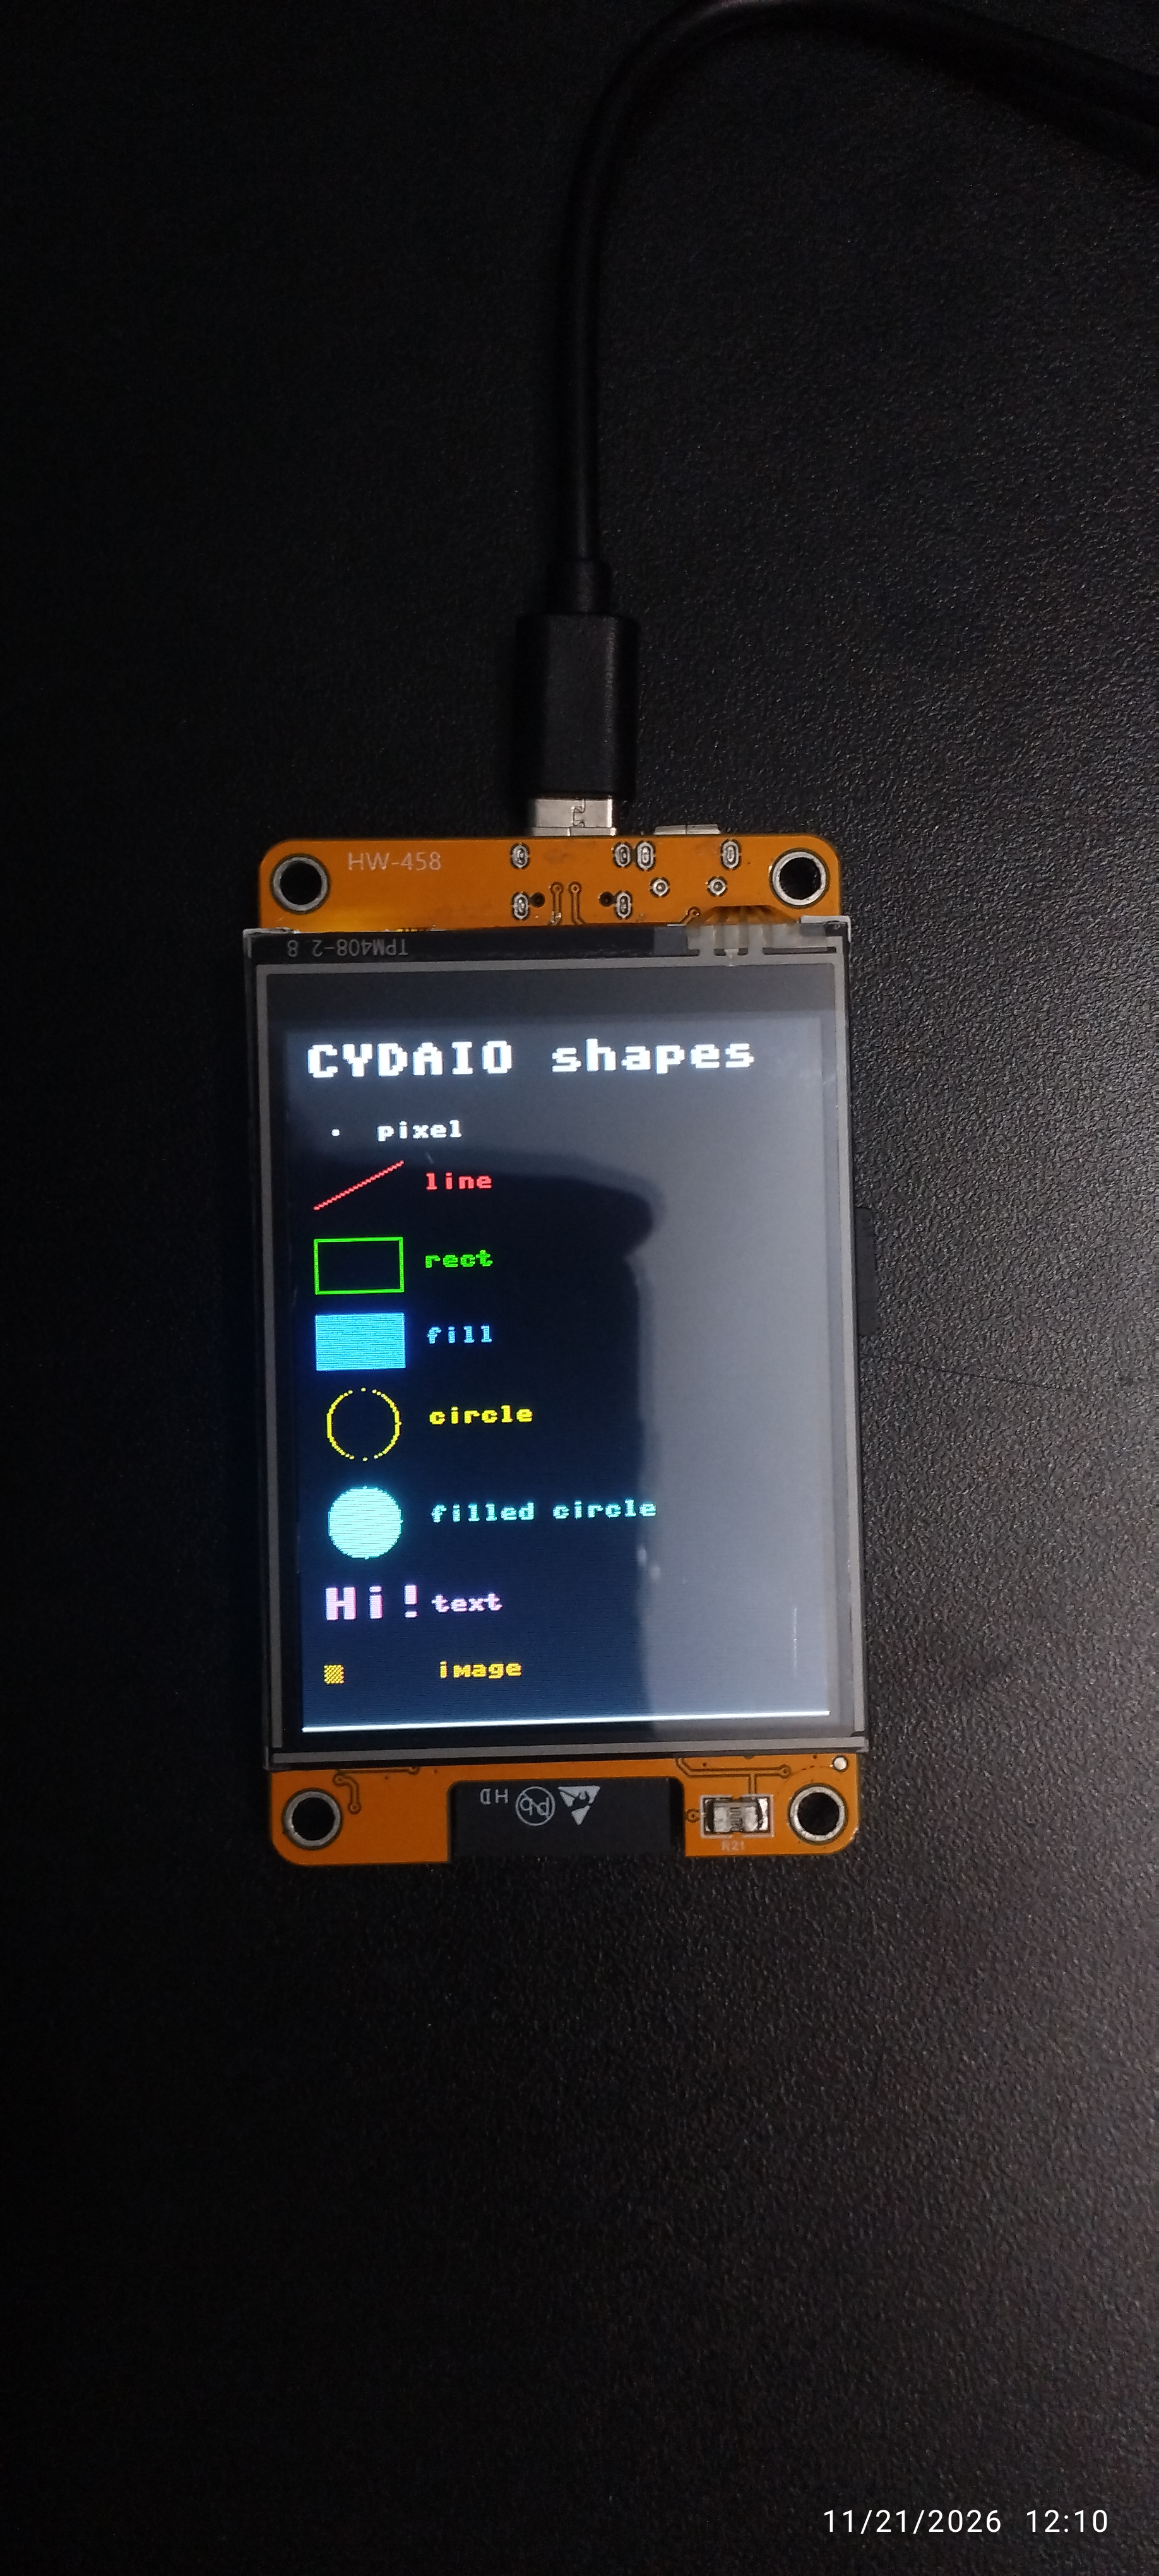 HW-458
TPM408-2.8
CYDAIO shapes
pixel
line
rect
fill
circle
filled circle
Hi! text
image
Pb HD
R21
11/21/2026 12:10